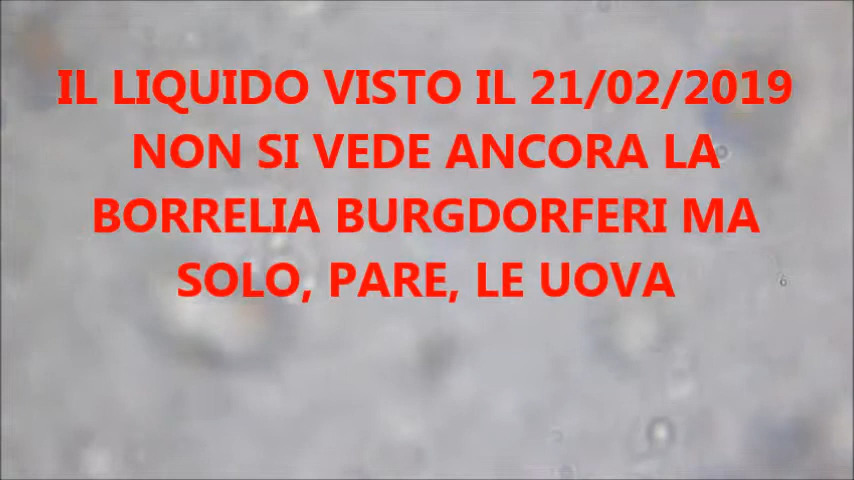 IL LIQUIDO VISTO IL 21/02/2019
NON SI VEDE ANCORA LA
BORRELIA BURGDORFERI MA
SOLO, PARE, LE UOVA